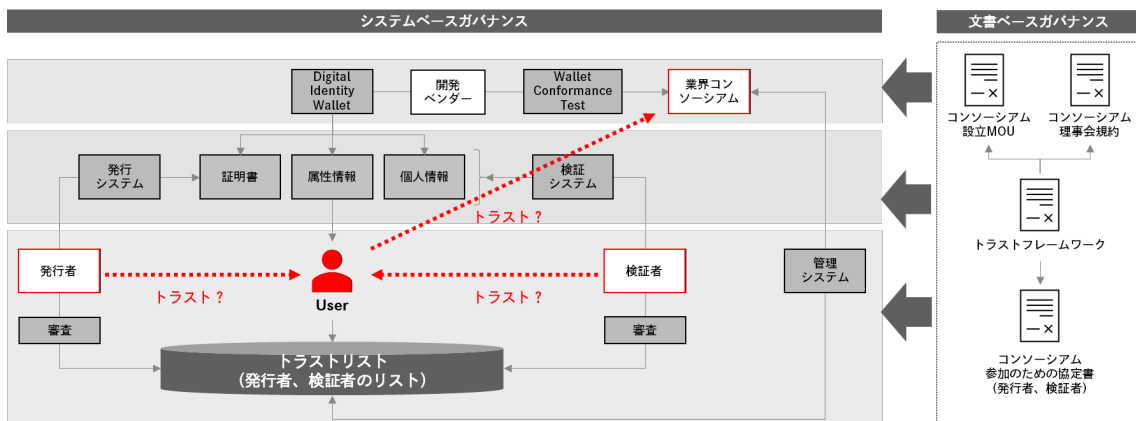 システムベースガバナンス
文書ベースガバナンス
Digital
Identity
Wallet
開発
ベンダー
Wallet
Conformance
Test
業界コン
ソーシアム
コンソーシアム
設立MOU
コンソーシアム
理事会規約
発行
システム
証明書
属性情報
個人情報
検証
システム
トラスト？
トラストフレームワーク
発行者
トラスト？
User
トラスト？
検証者
管理
システム
審査
審査
トラストリスト
（発行者、検証者のリスト）
コンソーシアム
参加のための協定書
（発行者、検証者）